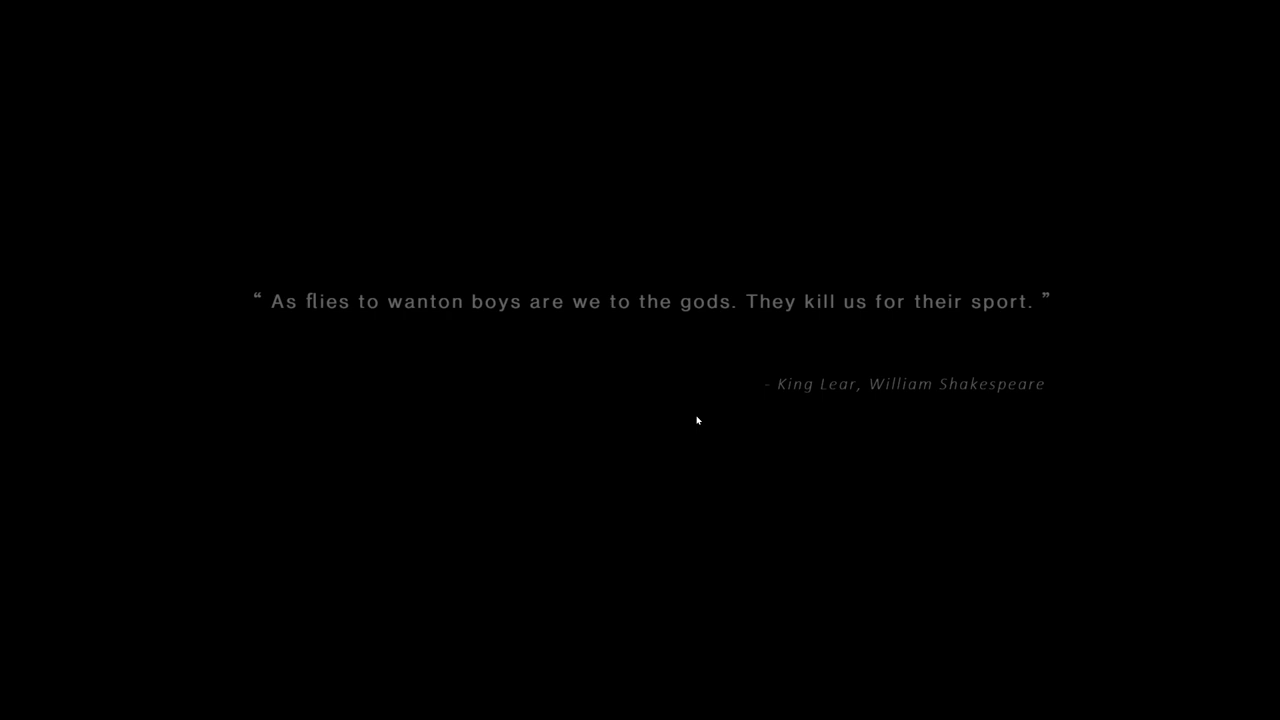 “ As flies to wanton boys are we to the gods. They kill us for their sport. ”
- King Lear, William Shakespeare